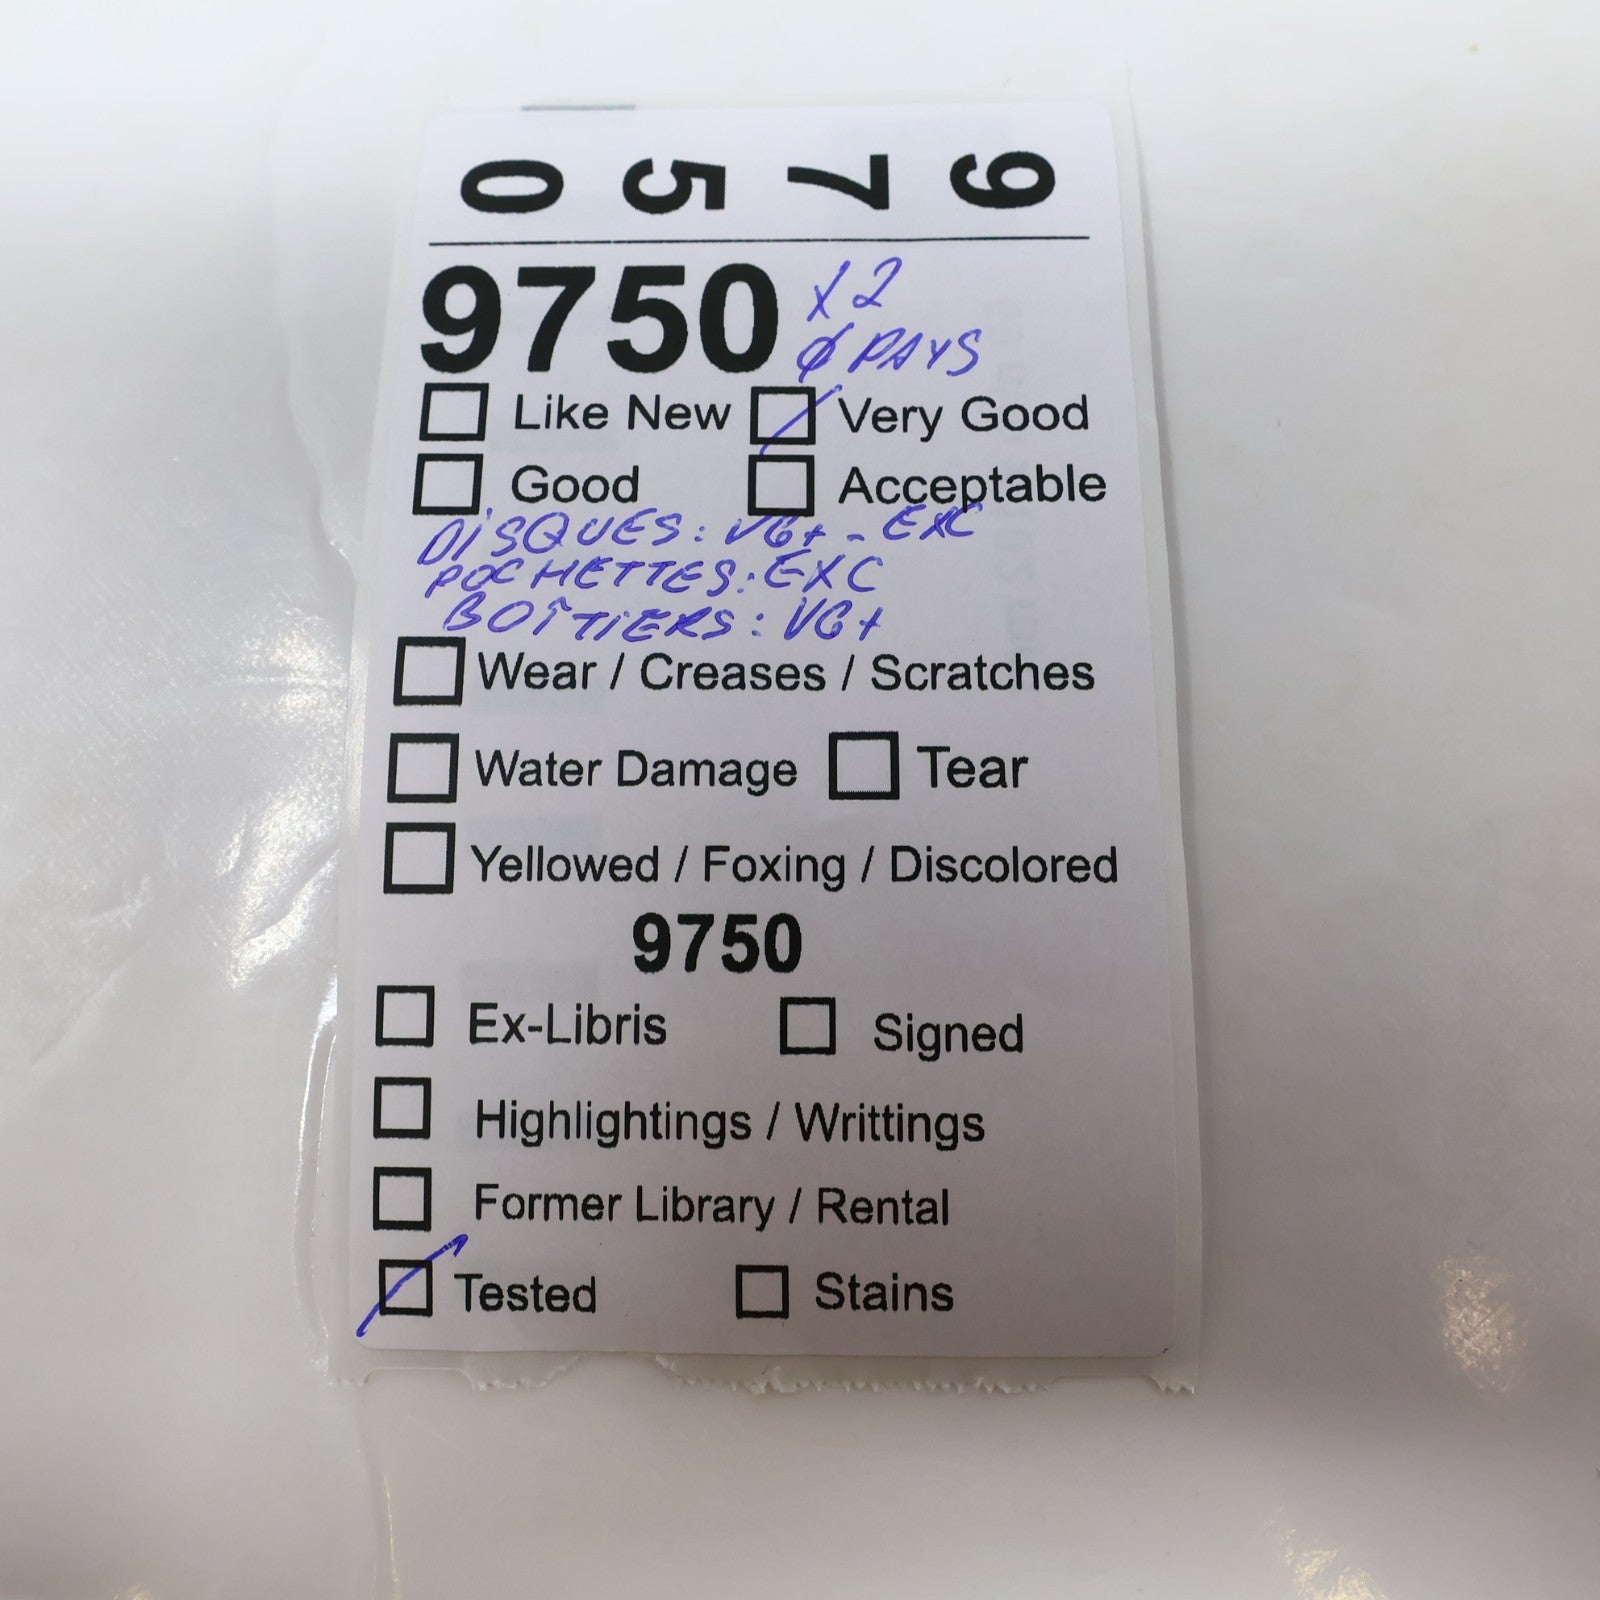 9 7 5 0
9750 x2
∅ PAYS
Like New Very Good
Good Acceptable
DISQUES: VG+ - EXC
POCHETTES: EXC
BOÎTIERS: VG+
Wear / Creases / Scratches
Water Damage Tear
Yellowed / Foxing / Discolored
9750
Ex-Libris Signed
Highlightings / Writtings
Former Library / Rental
Tested Stains